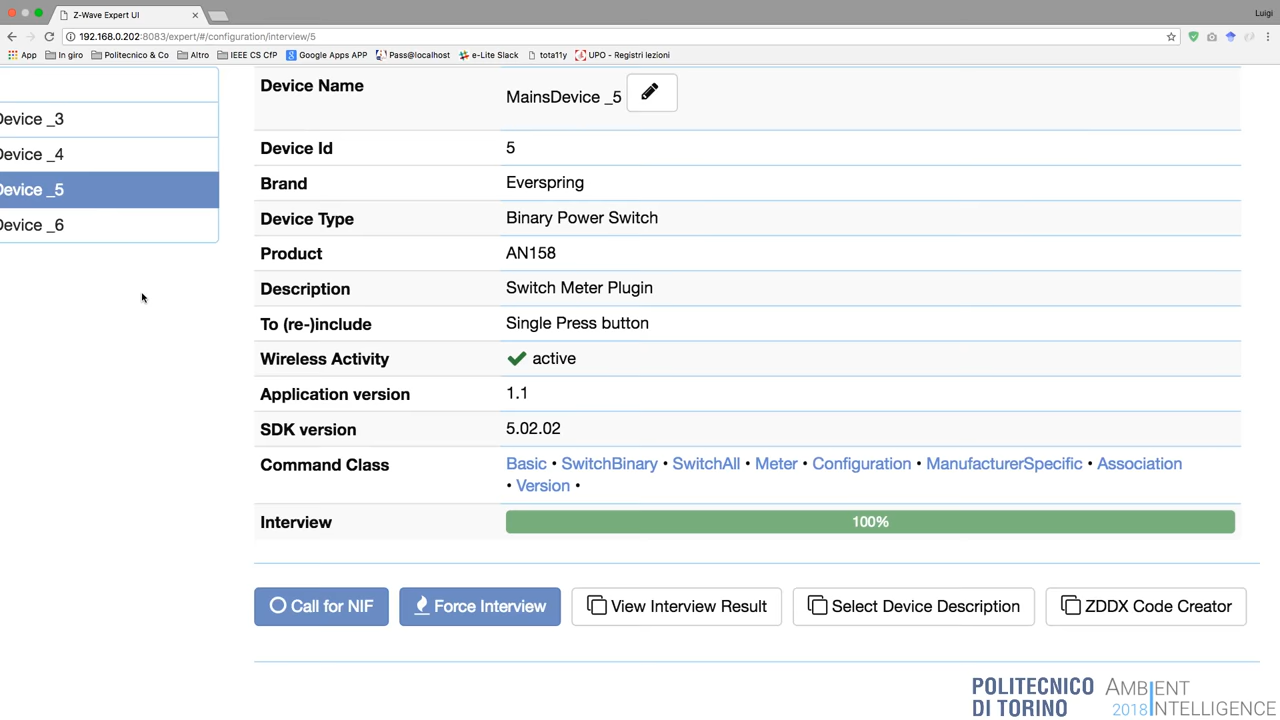 Z-Wave Expert UI
Luigi
192.168.0.202:8083/expert/#/configuration/interview/5
App In giro Politecnico & Co Altro IEEE CS CfP Google Apps APP Pass@localhost e-Lite Slack tota11y UPO - Registri lezioni
Device Name MainsDevice _5
Device _3
Device Id 5
Device _4
Brand Everspring
Device _5
Device Type Binary Power Switch
Device _6
Product AN158
Description Switch Meter Plugin
To (re-)include Single Press button
Wireless Activity active
Application version 1.1
SDK version 5.02.02
Command Class Basic • SwitchBinary • SwitchAll • Meter • Configuration • ManufacturerSpecific • Association
• Version •
Interview 100%
Call for NIF Force Interview View Interview Result Select Device Description ZDDX Code Creator
POLITECNICO
DI TORINO
AMBIENT
2018 INTELLIGENCE